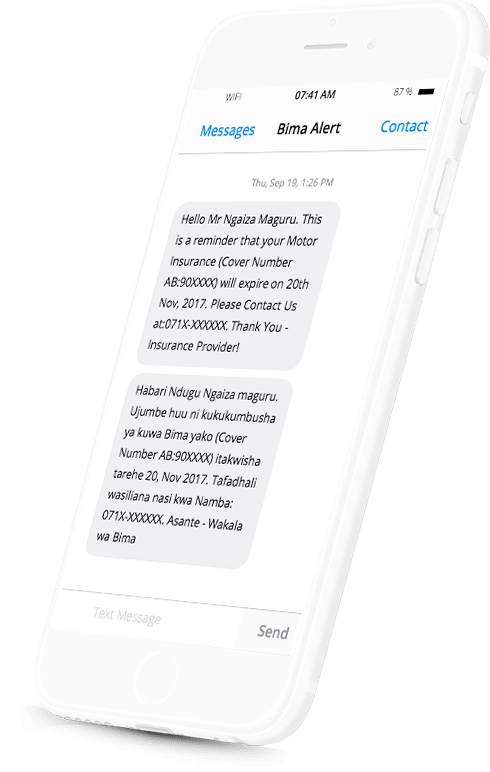 WIFI 07:41 AM 87 %
Messages Bima Alert Contact
Thu, Sep 19, 1:26 PM
Hello Mr Ngaiza Maguru. This
is a reminder that your Motor
Insurance (Cover Number
AB:90XXXX) will expire on 20th
Nov, 2017. Please Contact Us
at:071X-XXXXXX. Thank You -
Insurance Provider!
Habari Ndugu Ngaiza maguru.
Ujumbe huu ni kukukumbusha
ya kuwa Bima yako (Cover
Number AB:90XXXX) itakwisha
tarehe 20, Nov 2017. Tafadhali
wasiliana nasi kwa Namba:
071X-XXXXXX. Asante - Wakala
wa Bima
Text Message Send